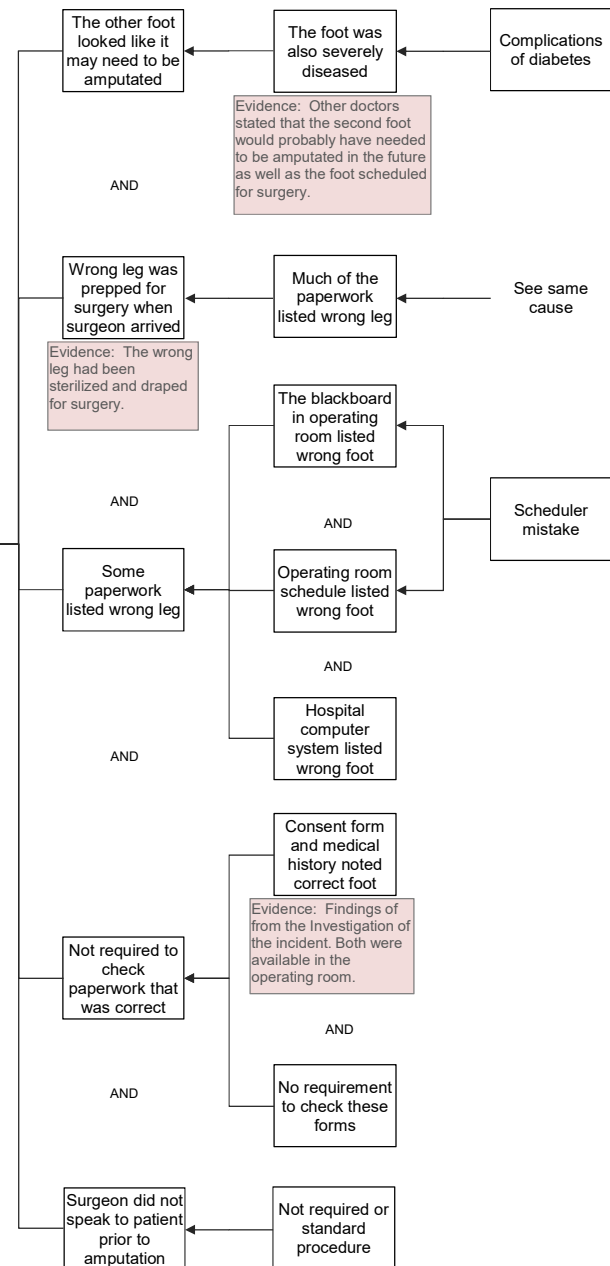 The other foot
looked like it
may need to be
amputated
The foot was
also severely
diseased
Complications
of diabetes
Evidence: Other doctors
stated that the second foot
would probably have needed
to be amputated in the future
as well as the foot scheduled
for surgery.
AND
Wrong leg was
prepped for
surgery when
surgeon arrived
Much of the
paperwork
listed wrong leg
See same
cause
Evidence: The wrong
leg had been
sterilized and draped
for surgery.
The blackboard
in operating
room listed
wrong foot
AND
AND
Scheduler
mistake
Some
paperwork
listed wrong leg
Operating room
schedule listed
wrong foot
AND
Hospital
computer
system listed
wrong foot
AND
Consent form
and medical
history noted
correct foot
Evidence: Findings of
from the Investigation of
the incident. Both were
available in the
operating room.
Not required to
check
paperwork that
was correct
AND
No requirement
to check these
forms
AND
Surgeon did not
speak to patient
prior to
amputation
Not required or
standard
procedure